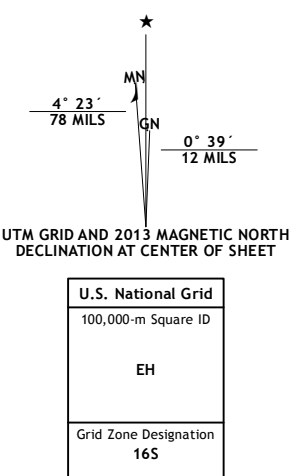 ★
MN
4° 23´
78 MILS
GN
0° 39´
12 MILS
UTM GRID AND 2013 MAGNETIC NORTH
DECLINATION AT CENTER OF SHEET
U.S. National Grid
100,000-m Square ID
EH
Grid Zone Designation
16S